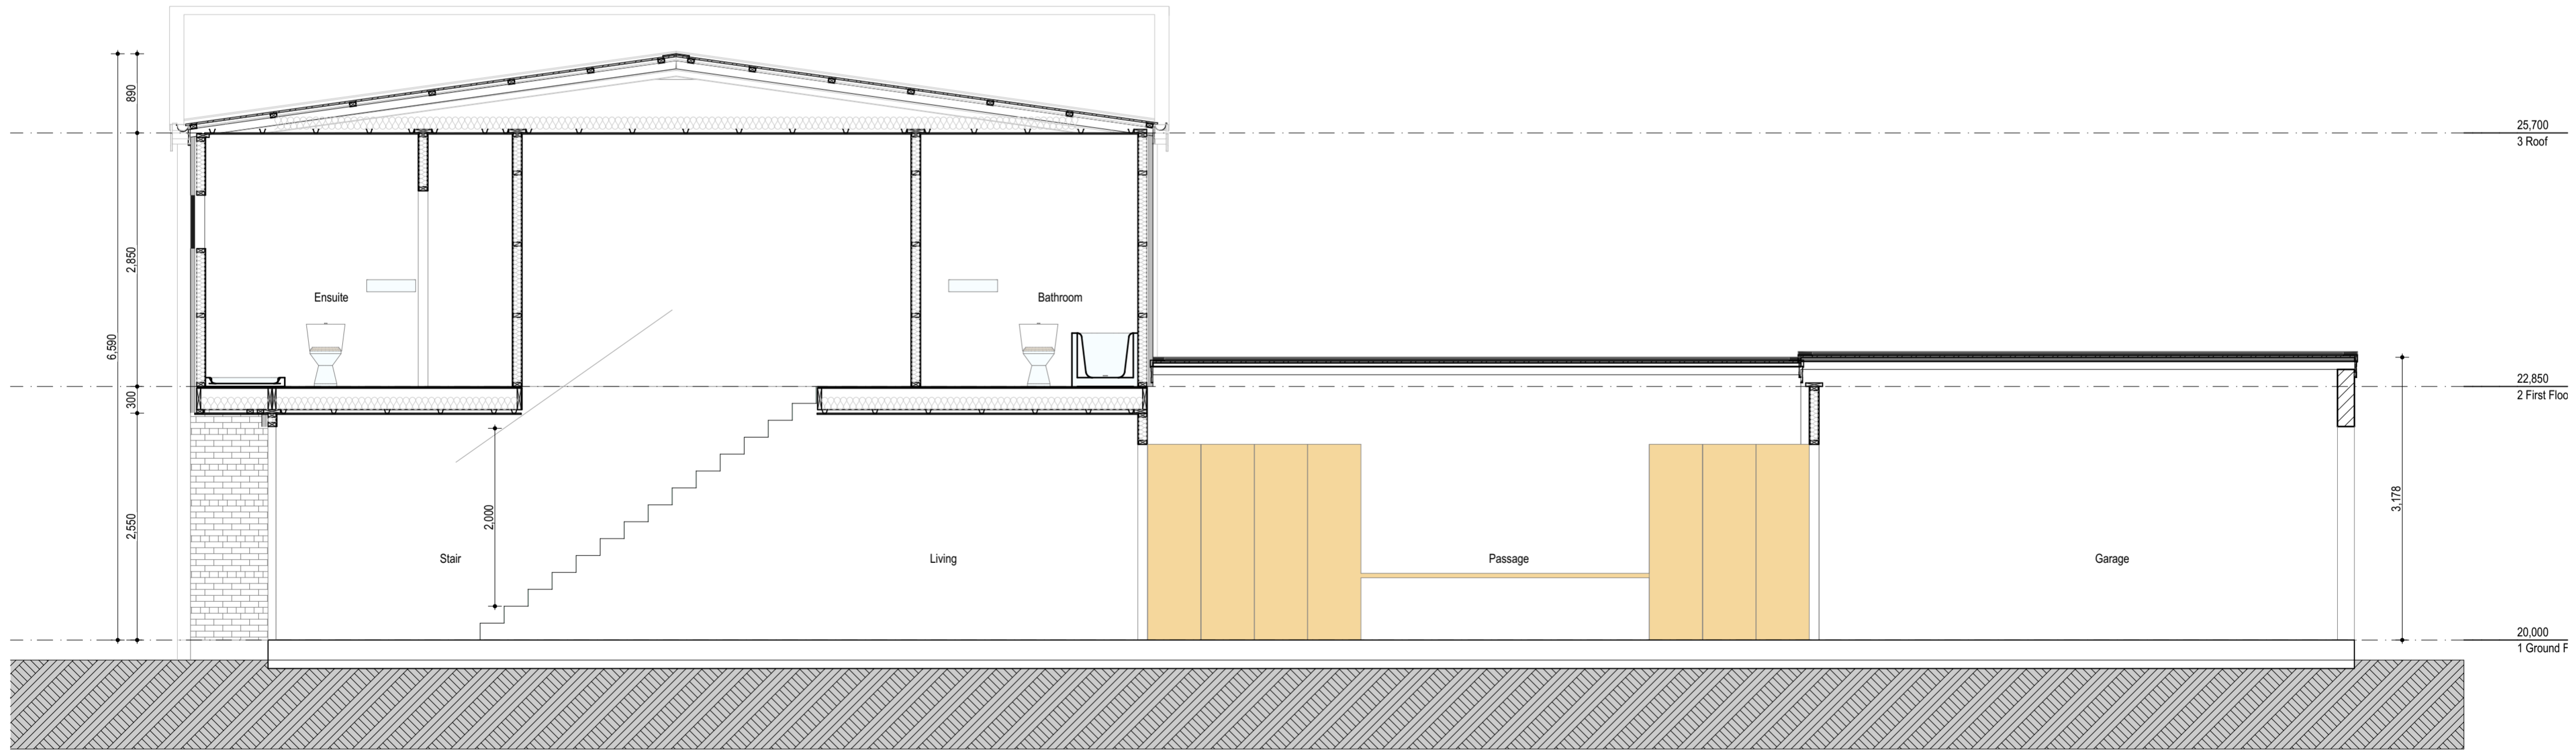 890
25,700
3 Roof
2,850
Ensuite
Bathroom
6,590
22,850
2 First Floo
300
3,178
2,000
2,550
Stair
Living
Passage
Garage
20,000
1 Ground F